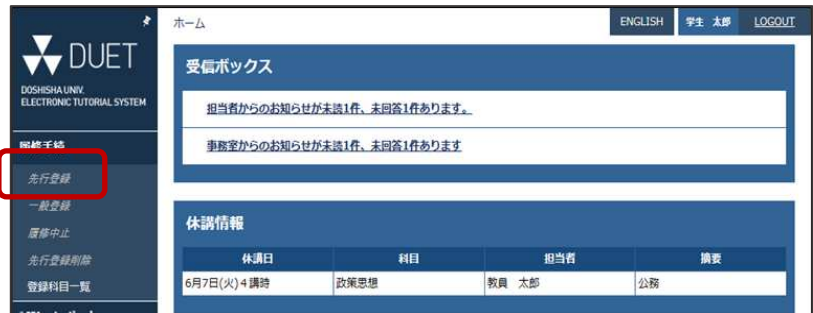 ホーム
ENGLISH
学生 太郎
LOGOUT
DUET
DOSHISHA UNIV.
ELECTRONIC TUTORIAL SYSTEM
履修手続
先行登録
一般登録
履修中止
先行登録削除
登録科目一覧
受信ボックス
担当者からのお知らせが未読1件、未回答1件あります。
事務室からのお知らせが未読1件、未回答1件あります
休講情報
休講日 科目 担当者 摘要
6月7日(火)4講時 政策思想 教員 太郎 公務